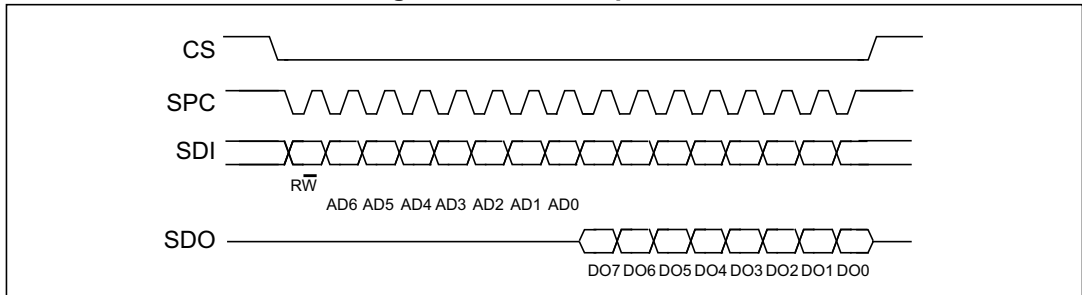 CS
SPC
SDI
RW̅
AD6 AD5 AD4 AD3 AD2 AD1 AD0
SDO
DO7 DO6 DO5 DO4 DO3 DO2 DO1 DO0